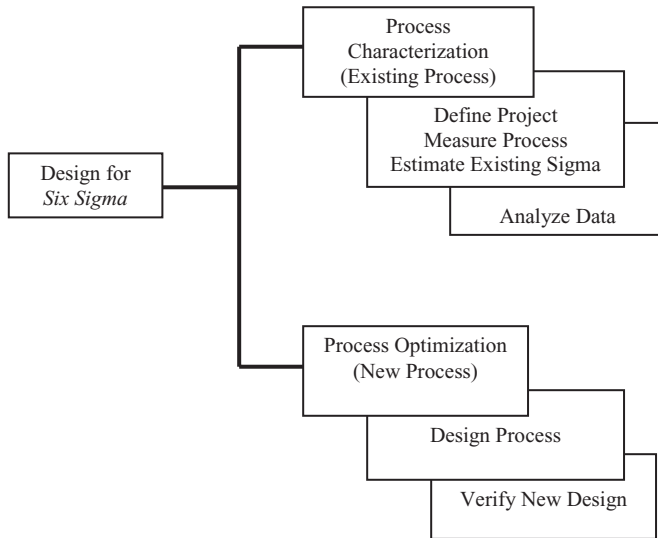 Design for
Six Sigma
Process
Characterization
(Existing Process)
Define Project
Measure Process
Estimate Existing Sigma
Analyze Data
Process Optimization
(New Process)
Design Process
Verify New Design